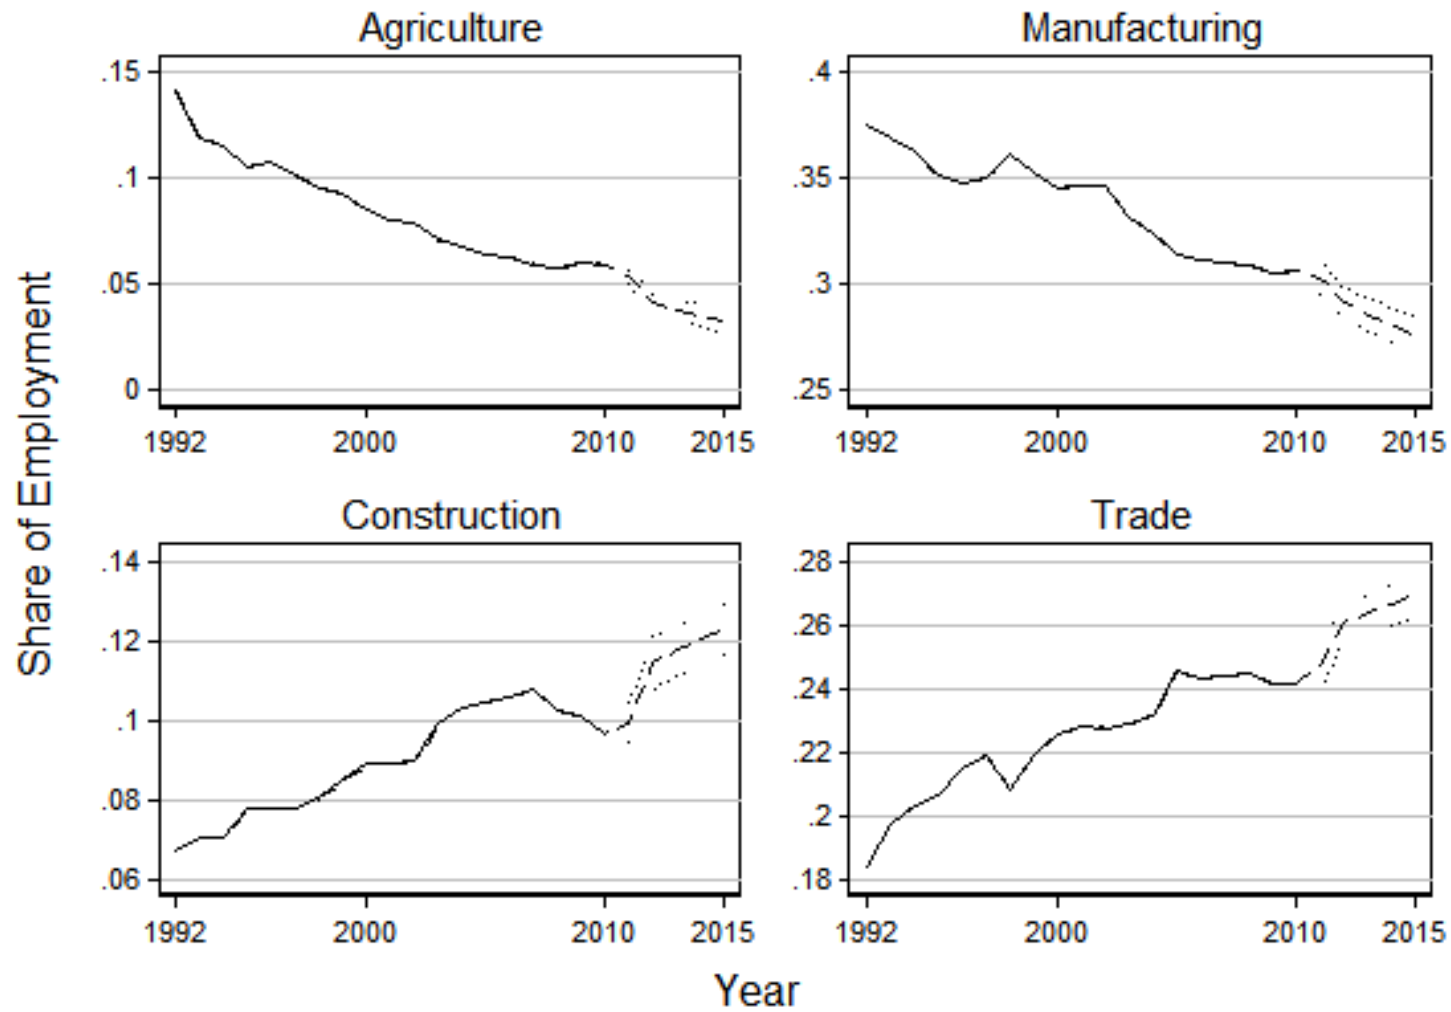 Agriculture
Manufacturing
.15
.1
.05
0
.4
.35
.3
.25
1992 2000 2010 2015
1992 2000 2010 2015
Share of Employment
Construction
Trade
.14
.12
.1
.08
.06
.28
.26
.24
.22
.2
.18
1992 2000 2010 2015
1992 2000 2010 2015
Year